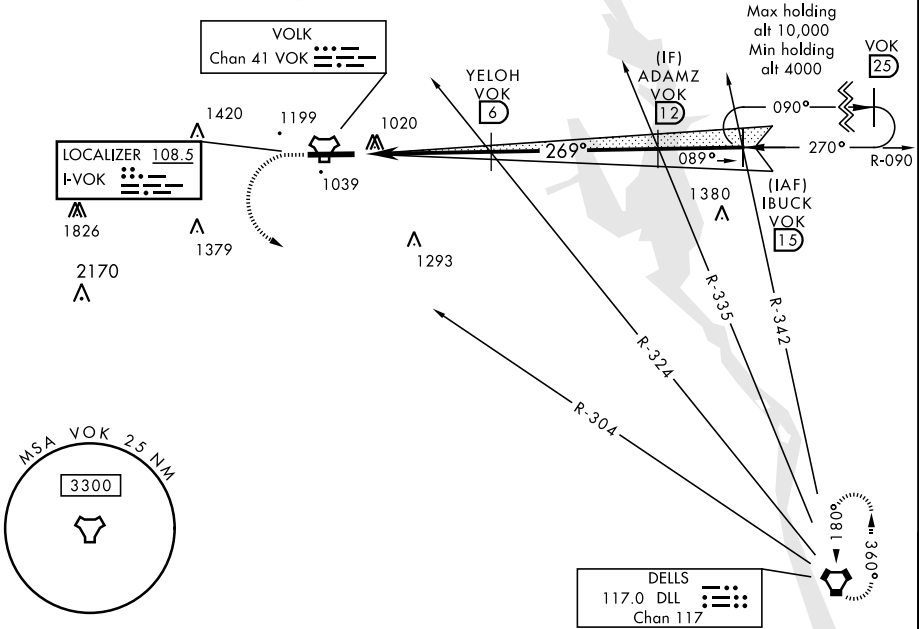 Max holding
alt 10,000
Min holding
alt 4000
VOK
25
VOLK
Chan 41 VOK
YELOH
VOK
6
(IF)
ADAMZ
VOK
12
090°
1420
1199
1020
LOCALIZER 108.5
I-VOK
269°
089°
270°
R-090
1039
(IAF)
IBUCK
VOK
15
1380
1826
1379
1293
2170
R-335
R-342
R-324
R-304
MSA VOK 25 NM
3300
180°
360°
DELLS
117.0 DLL
Chan 117